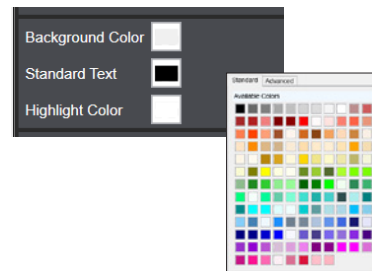 Background Color
Standard Text
Highlight Color
Standard Advanced
Available Colors